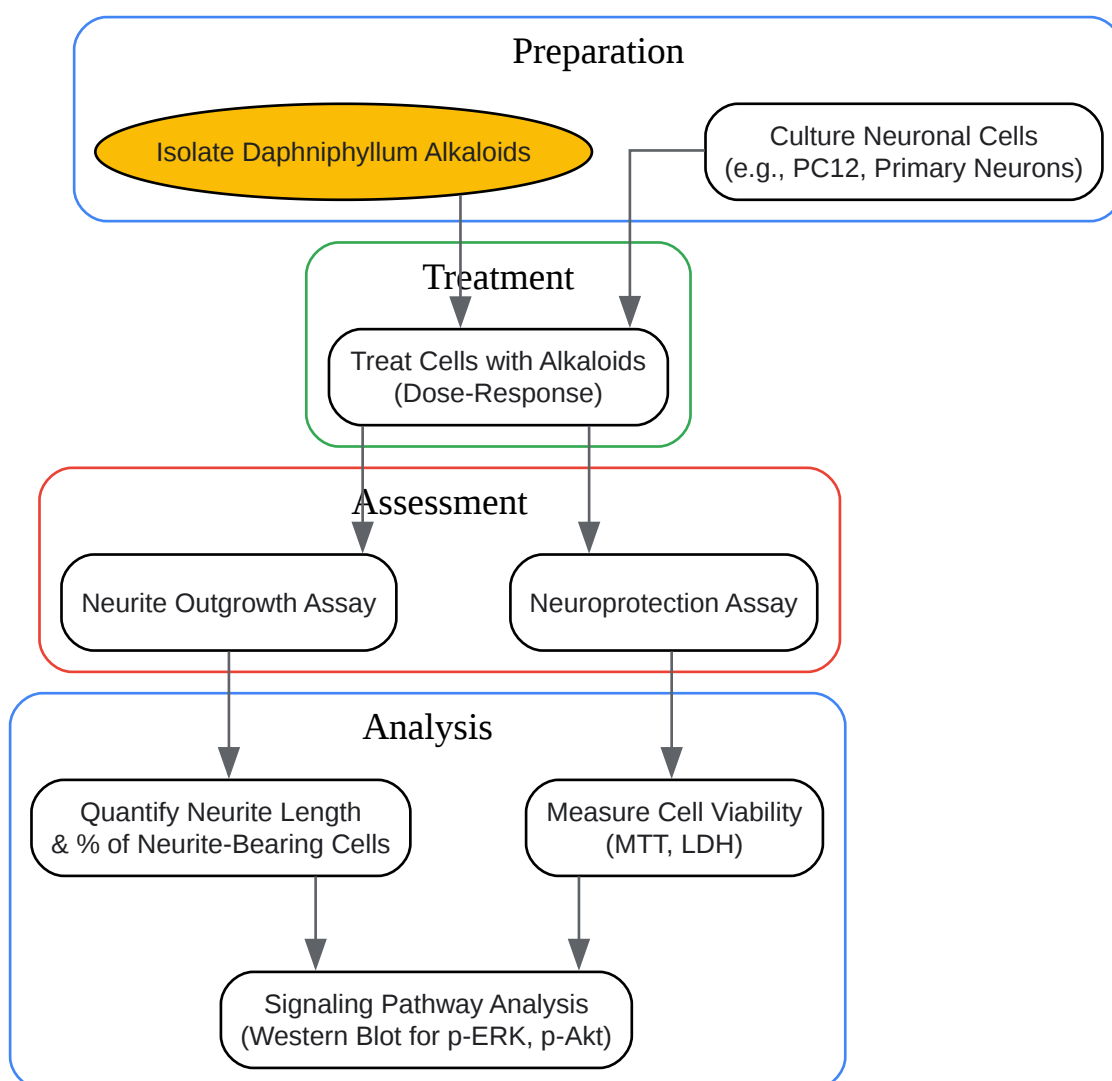 Preparation
Isolate Daphniphyllum Alkaloids
Culture Neuronal Cells
(e.g., PC12, Primary Neurons)
Treatment
Treat Cells with Alkaloids
(Dose-Response)
Assessment
Neurite Outgrowth Assay
Neuroprotection Assay
Analysis
Quantify Neurite Length
& % of Neurite-Bearing Cells
Measure Cell Viability
(MTT, LDH)
Signaling Pathway Analysis
(Western Blot for p-ERK, p-Akt)